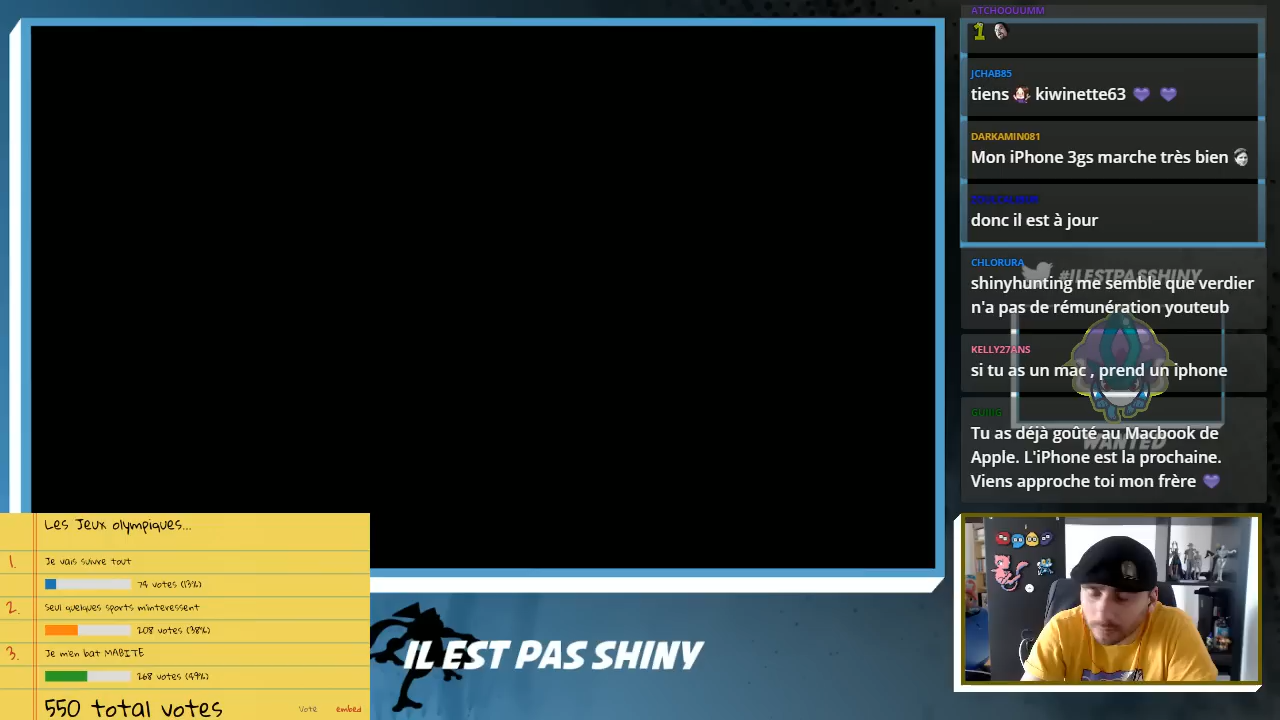 ATCHOOUUMM
1
JCHAB85
tiens kiwinette63
DARKAMIN081
Mon iPhone 3gs marche très bien
donc il est à jour
CHLORURA
#ILESTPASSHINY
shinyhunting me semble que verdier
n'a pas de rémunération youteub
KELLY27ANS
si tu as un mac , prend un iphone
Tu as déjà goûté au Macbook de
Apple. L'iPhone est la prochaine.
Viens approche toi mon frère
WANTED
Les Jeux olympiques...
1. Je vais suivre tout
74 votes (13%)
2. Seul quelques sports m'interessent
208 votes (38%)
3. Je m'en bat MABITE
268 votes (49%)
550 total votes
Vote embed
IL EST PAS SHINY